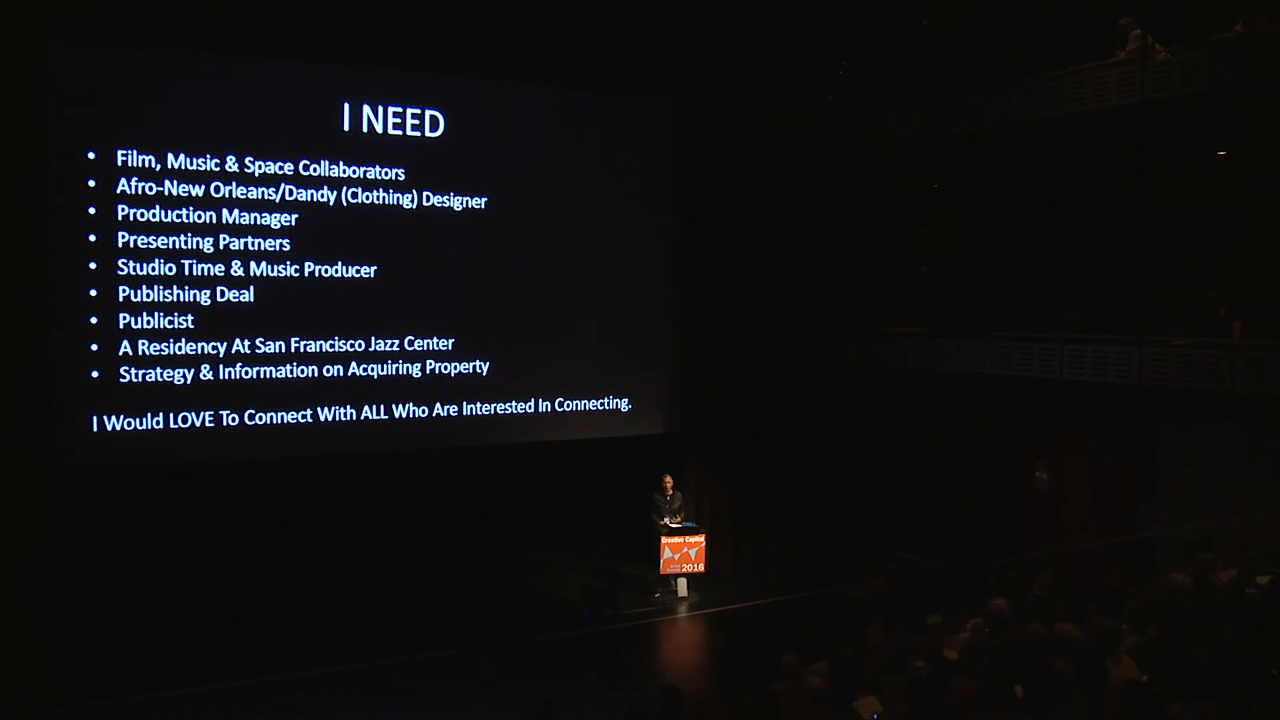 I NEED
• Film, Music & Space Collaborators
• Afro-New Orleans/Dandy (Clothing) Designer
• Production Manager
• Presenting Partners
• Studio Time & Music Producer
• Publishing Deal
• Publicist
• A Residency At San Francisco Jazz Center
• Strategy & Information on Acquiring Property
I Would LOVE To Connect With ALL Who Are Interested In Connecting.
Creative Capital
2016